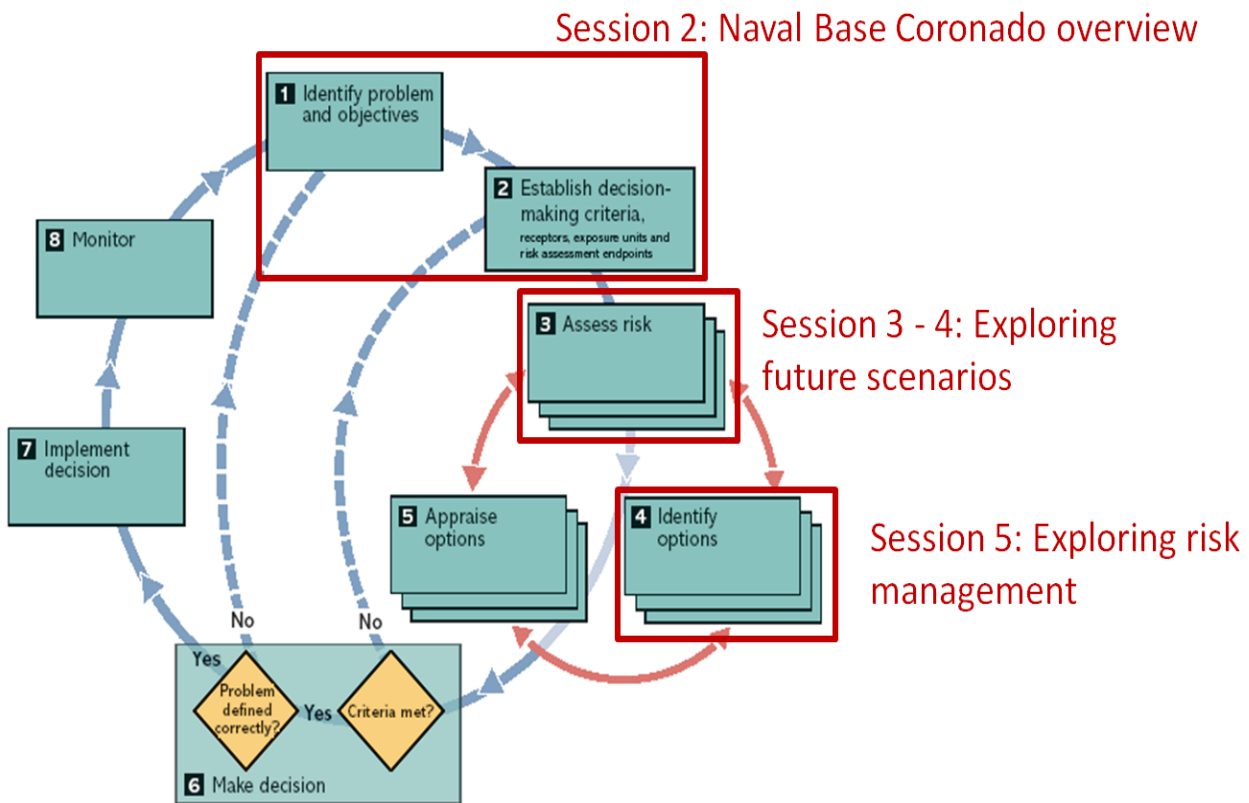 Session 2: Naval Base Coronado overview
1 Identify problem
and objectives
2 Establish decision-
making criteria,
receptors, exposure units and
risk assessment endpoints
8 Monitor
3 Assess risk
Session 3 - 4: Exploring
future scenarios
7 Implement
decision
5 Appraise
options
4 Identify
options
Session 5: Exploring risk
management
No
No
Yes
Problem
defined
correctly?
Yes
Criteria met?
6 Make decision